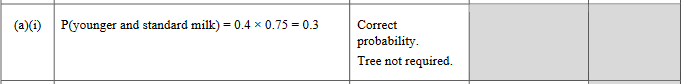 (a)(i) P(younger and standard milk) = 0.4 × 0.75 = 0.3 Correct
probability.
Tree not required.